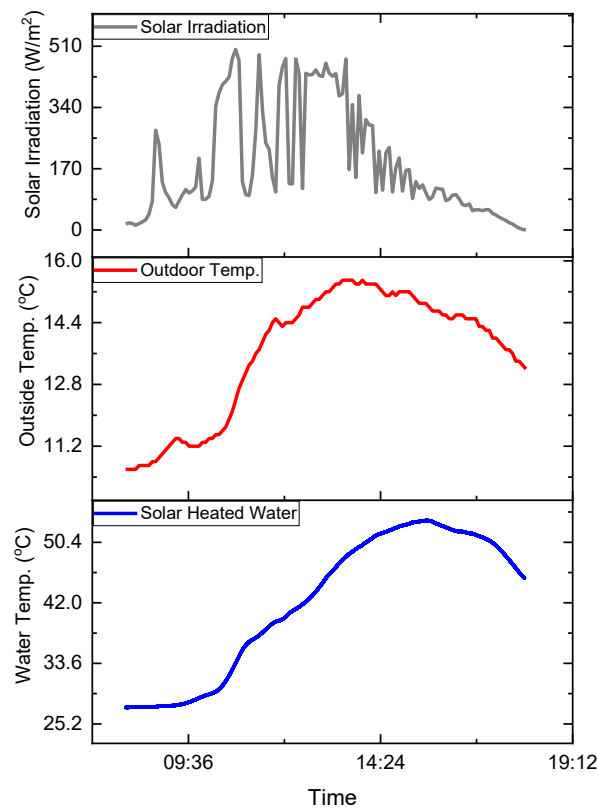 Solar Irradiation
Solar Irradiation (W/m²)
510
340
170
0
Outdoor Temp.
Outside Temp. (°C)
16.0
14.4
12.8
11.2
Solar Heated Water
Water Temp. (°C)
50.4
42.0
33.6
25.2
09:36 14:24 19:12
Time